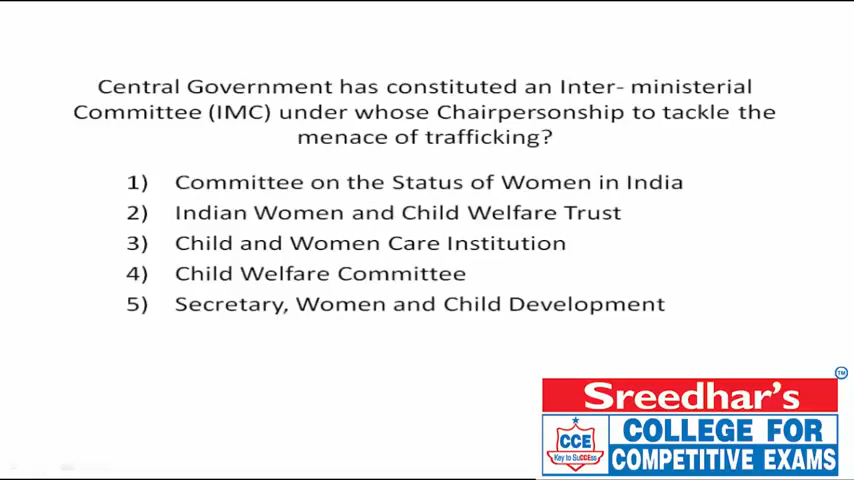 Central Government has constituted an Inter- ministerial
Committee (IMC) under whose Chairpersonship to tackle the
menace of trafficking?
1) Committee on the Status of Women in India
2) Indian Women and Child Welfare Trust
3) Child and Women Care Institution
4) Child Welfare Committee
5) Secretary, Women and Child Development
TM
Sreedhar's
CCE
Key to SuCCEss
COLLEGE FOR
COMPETITIVE EXAMS